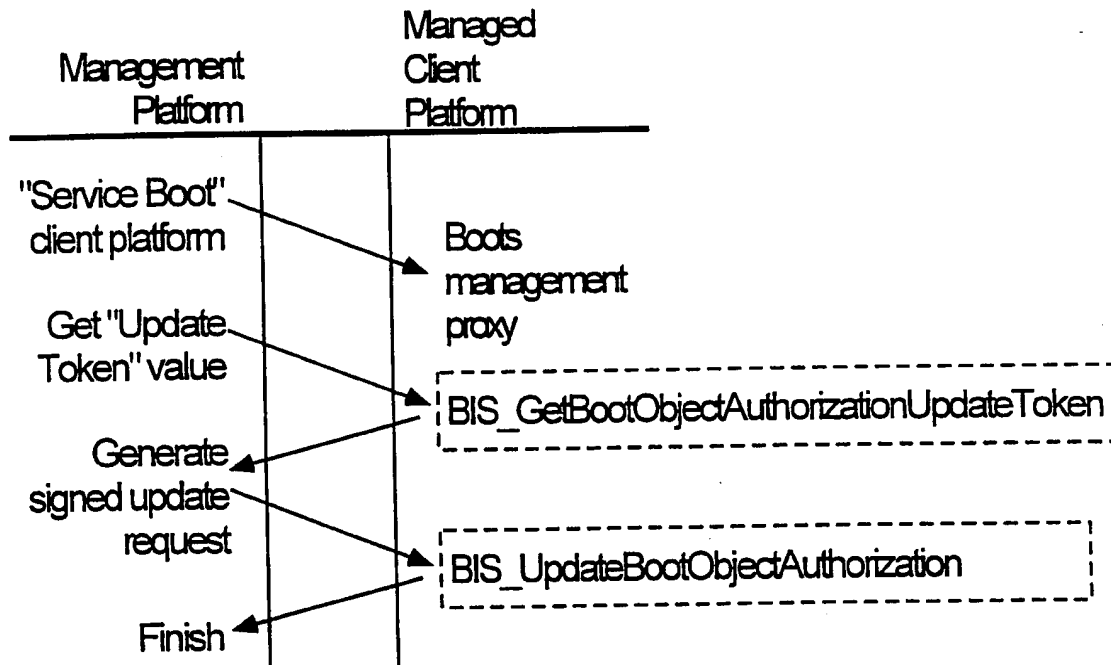 Management
Platform
Managed
Client
Platform
"Service Boot"
client platform
Boots
management
proxy
Get "Update
Token" value
BIS_GetBootObjectAuthorizationUpdateToken
Generate
signed update
request
BIS_UpdateBootObjectAuthorization
Finish